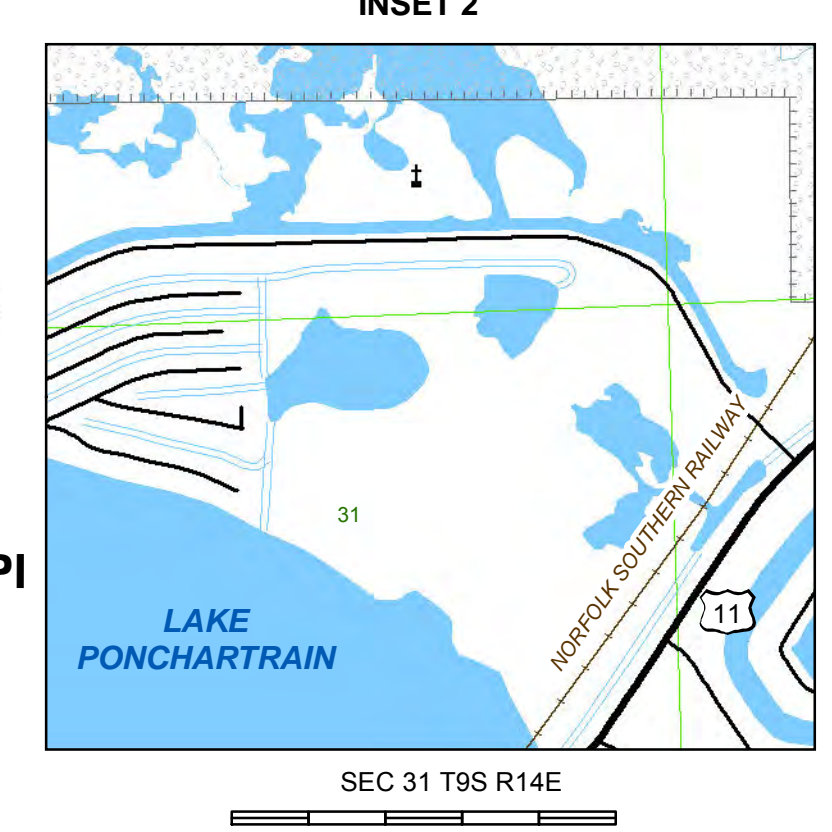 INSET 2
NORFOLK SOUTHERN RAILWAY
31
PI
11
LAKE
PONCHARTRAIN
SEC 31 T9S R14E